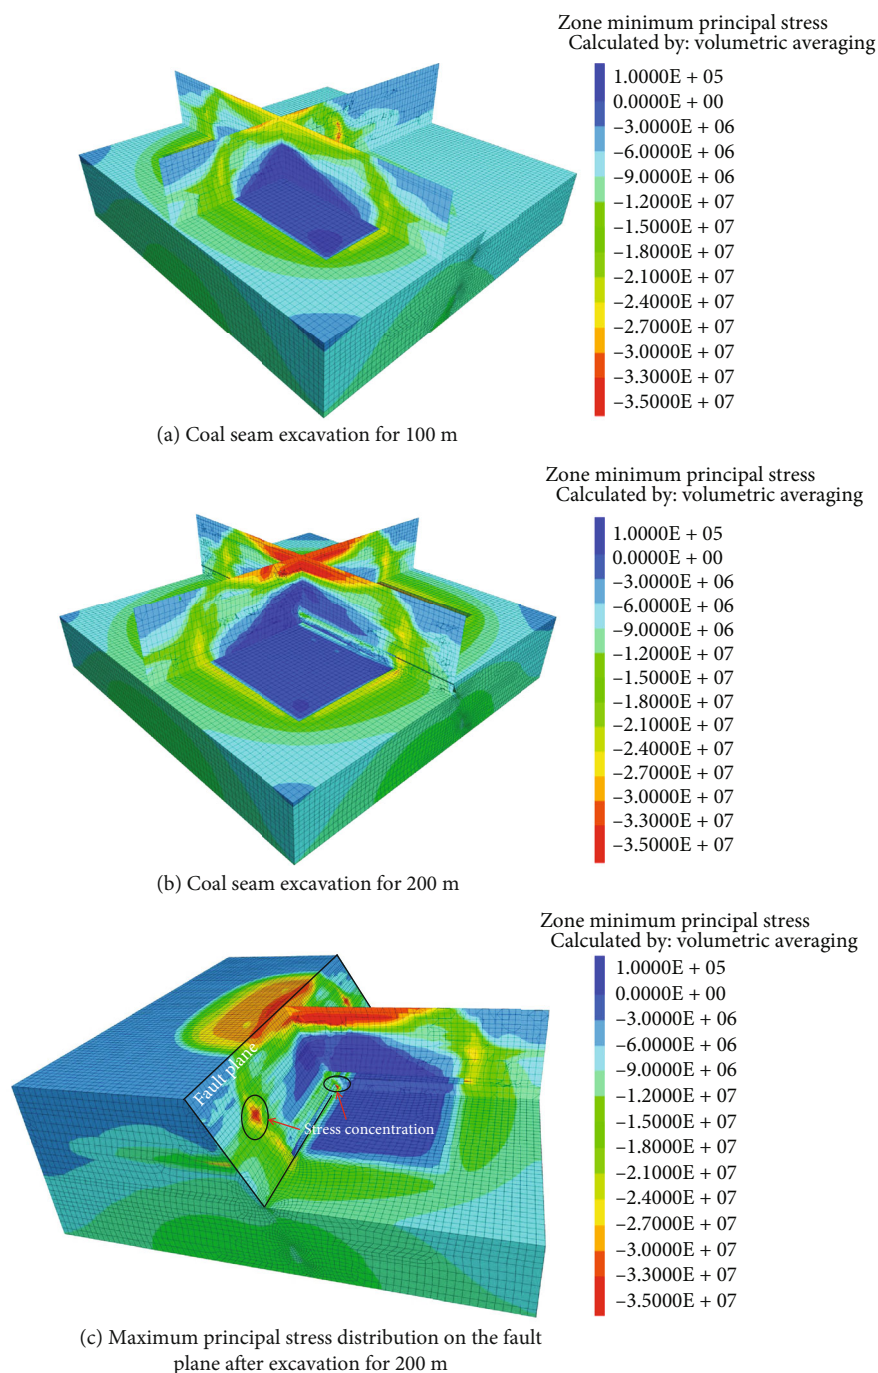 Zone minimum principal stress
Calculated by: volumetric averaging
1.0000E + 05
0.0000E + 00
–3.0000E + 06
–6.0000E + 06
–9.0000E + 06
–1.2000E + 07
–1.5000E + 07
–1.8000E + 07
–2.1000E + 07
–2.4000E + 07
–2.7000E + 07
–3.0000E + 07
–3.3000E + 07
–3.5000E + 07
(a) Coal seam excavation for 100 m
Zone minimum principal stress
Calculated by: volumetric averaging
1.0000E + 05
0.0000E + 00
–3.0000E + 06
–6.0000E + 06
–9.0000E + 06
–1.2000E + 07
–1.5000E + 07
–1.8000E + 07
–2.1000E + 07
–2.4000E + 07
–2.7000E + 07
–3.0000E + 07
–3.3000E + 07
–3.5000E + 07
(b) Coal seam excavation for 200 m
Zone minimum principal stress
Calculated by: volumetric averaging
1.0000E + 05
0.0000E + 00
–3.0000E + 06
–6.0000E + 06
–9.0000E + 06
–1.2000E + 07
–1.5000E + 07
–1.8000E + 07
–2.1000E + 07
–2.4000E + 07
–2.7000E + 07
–3.0000E + 07
–3.3000E + 07
–3.5000E + 07
Fault plane
Stress concentration
(c) Maximum principal stress distribution on the fault
plane after excavation for 200 m